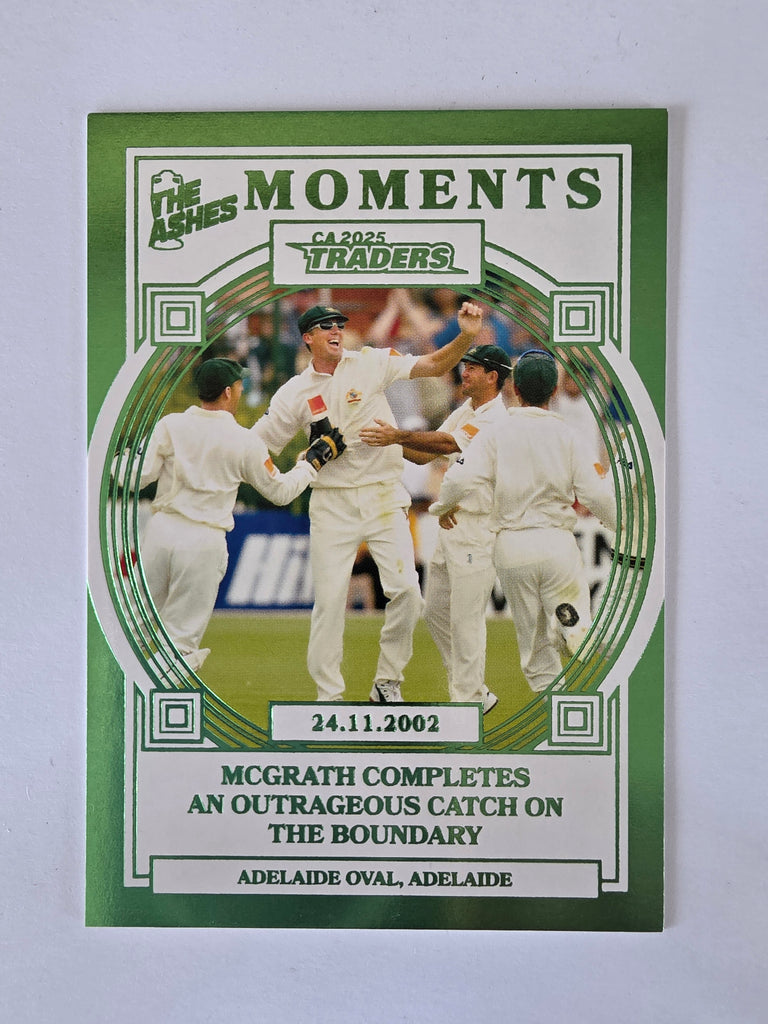 THE ASHES
MOMENTS
CA 2025
TRADERS
24.11.2002
MCGRATH COMPLETES
AN OUTRAGEOUS CATCH ON
THE BOUNDARY
ADELAIDE OVAL, ADELAIDE